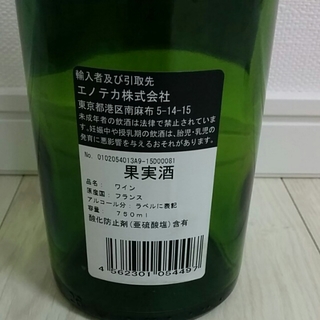 輸入者及び引取先
エノテカ株式会社
東京都港区南麻布5-14-15
未成年者の飲酒は法律で禁止されています
。妊娠中や授乳期の飲酒は、胎児・乳児の
発育に悪影響を与えるおそれがあります。
No. 0102054013A9-15D00081
果実酒
品名: ワイン
原産国: フランス
アルコール分: ラベルに表記
容量: 750ml
酸化防止剤(亜硫酸塩)含有
4 562301 054497